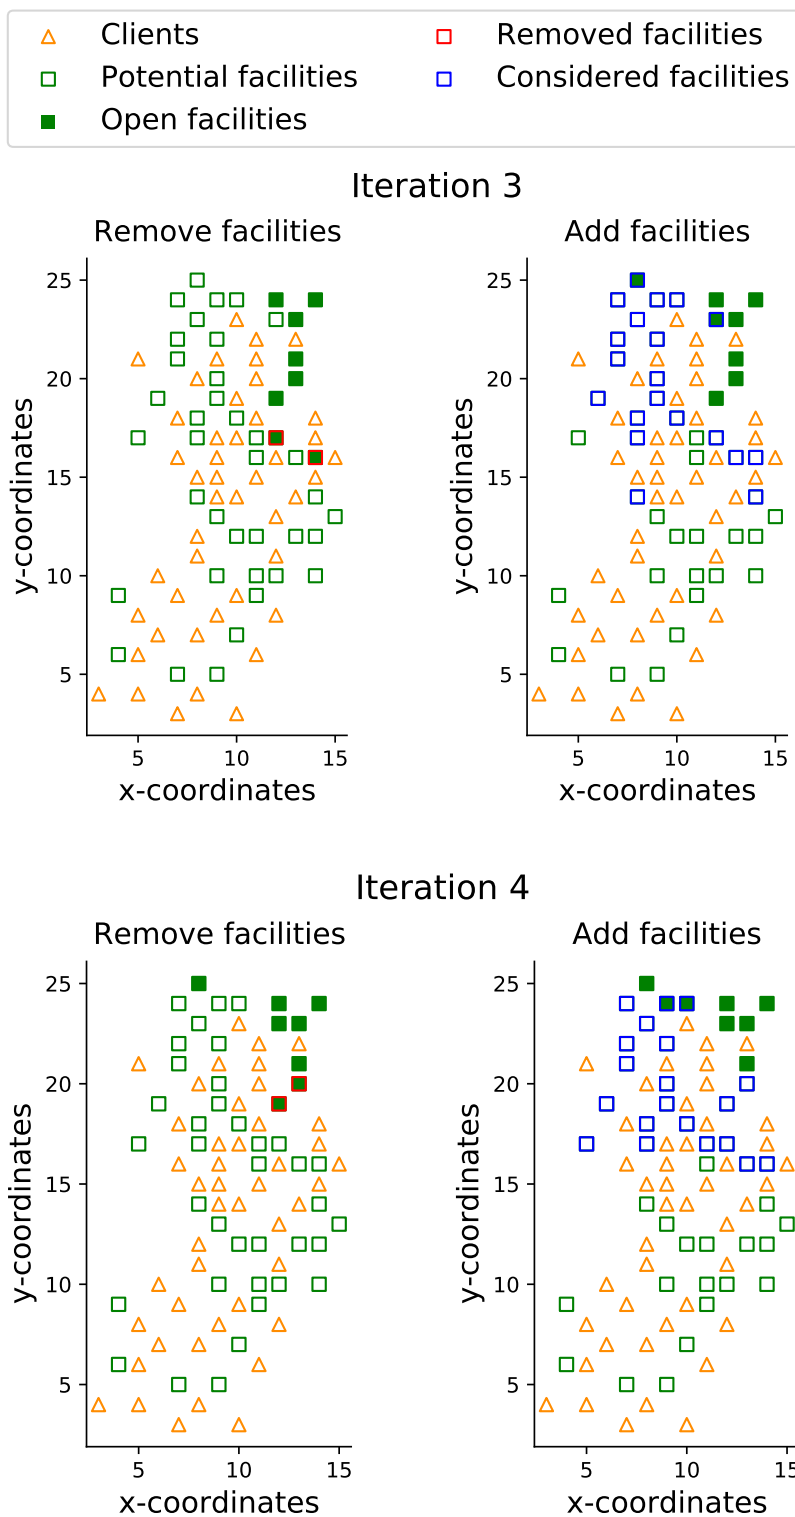 Clients
Potential facilities
Open facilities
Removed facilities
Considered facilities
Iteration 3
Remove facilities
25
20
15
10
5
y-coordinates
5 10 15
x-coordinates
Add facilities
25
20
15
10
5
y-coordinates
5 10 15
x-coordinates
Iteration 4
Remove facilities
25
20
15
10
5
y-coordinates
5 10 15
x-coordinates
Add facilities
25
20
15
10
5
y-coordinates
5 10 15
x-coordinates